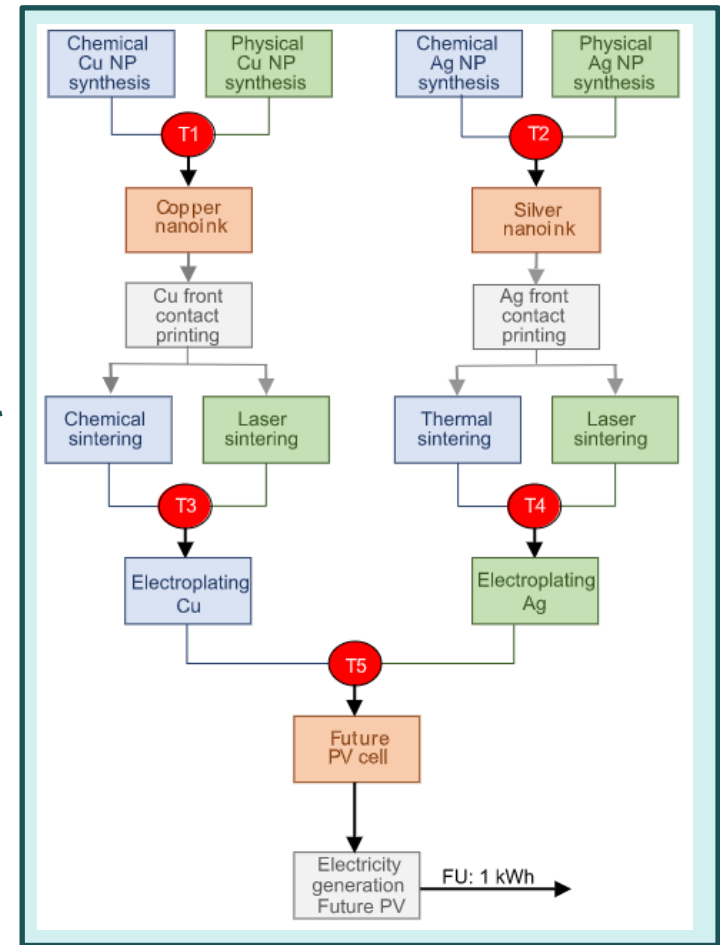 Chemical
Cu NP
synthesis
Physical
Cu NP
synthesis
Chemical
Ag NP
synthesis
Physical
Ag NP
synthesis
T1
T2
Copper
nanoink
Silver
nanoink
Cu front
contact
printing
Ag front
contact
printing
Chemical
sintering
Laser
sintering
Thermal
sintering
Laser
sintering
T3
T4
Electroplating
Cu
Electroplating
Ag
T5
Future
PV cell
Electricity
generation
Future PV
FU: 1 kWh